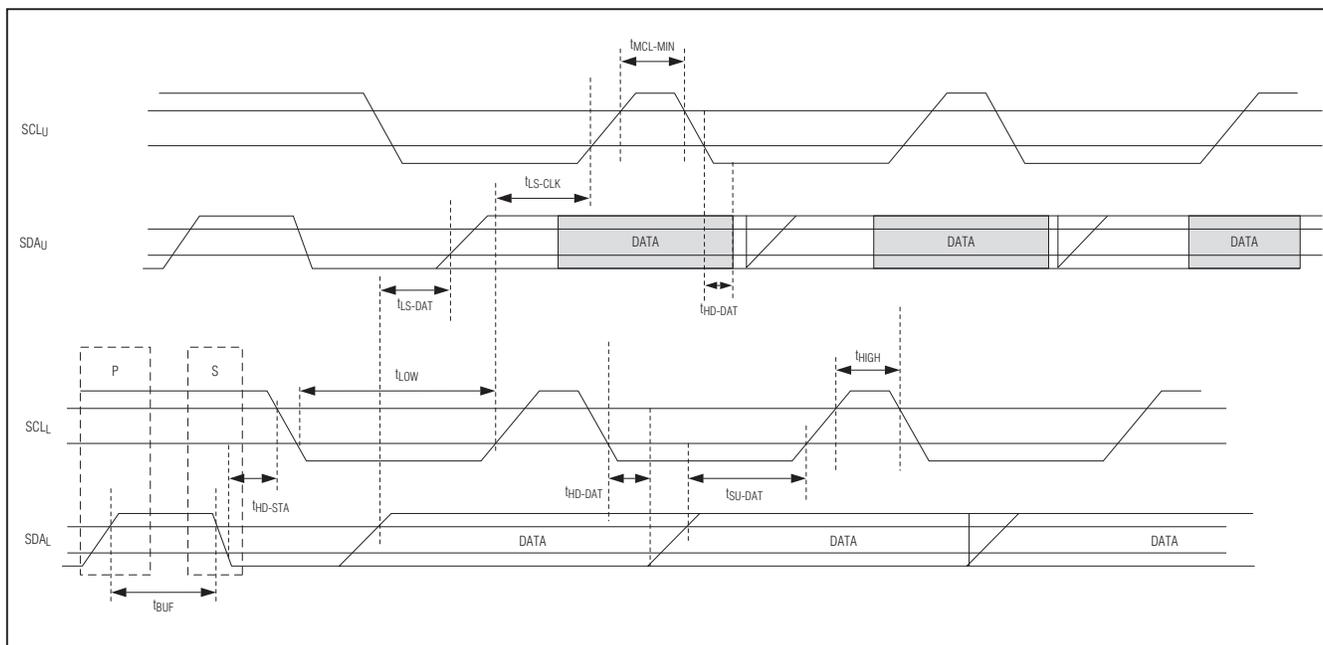 tMCL-MIN
SCLU
tLS-CLK
SDAU
DATA
DATA
DATA
tLS-DAT
tHD-DAT
P
S
tLOW
tHIGH
SCLL
tHD-STA
tHD-DAT
tSU-DAT
SDAL
DATA
DATA
DATA
tBUF